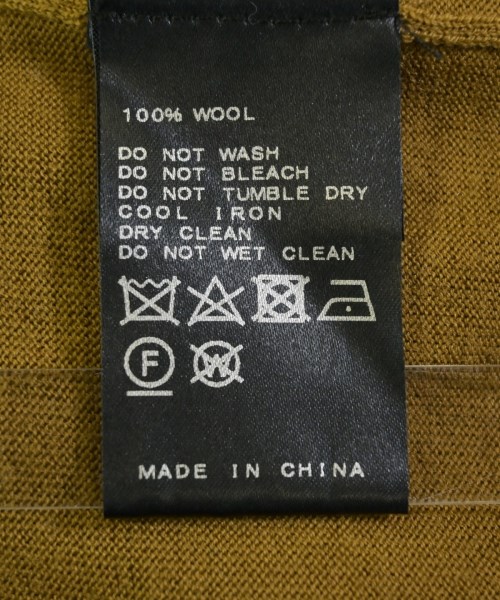 100% WOOL
DO NOT WASH
DO NOT BLEACH
DO NOT TUMBLE DRY
COOL IRON
DRY CLEAN
DO NOT WET CLEAN
F W
MADE IN CHINA